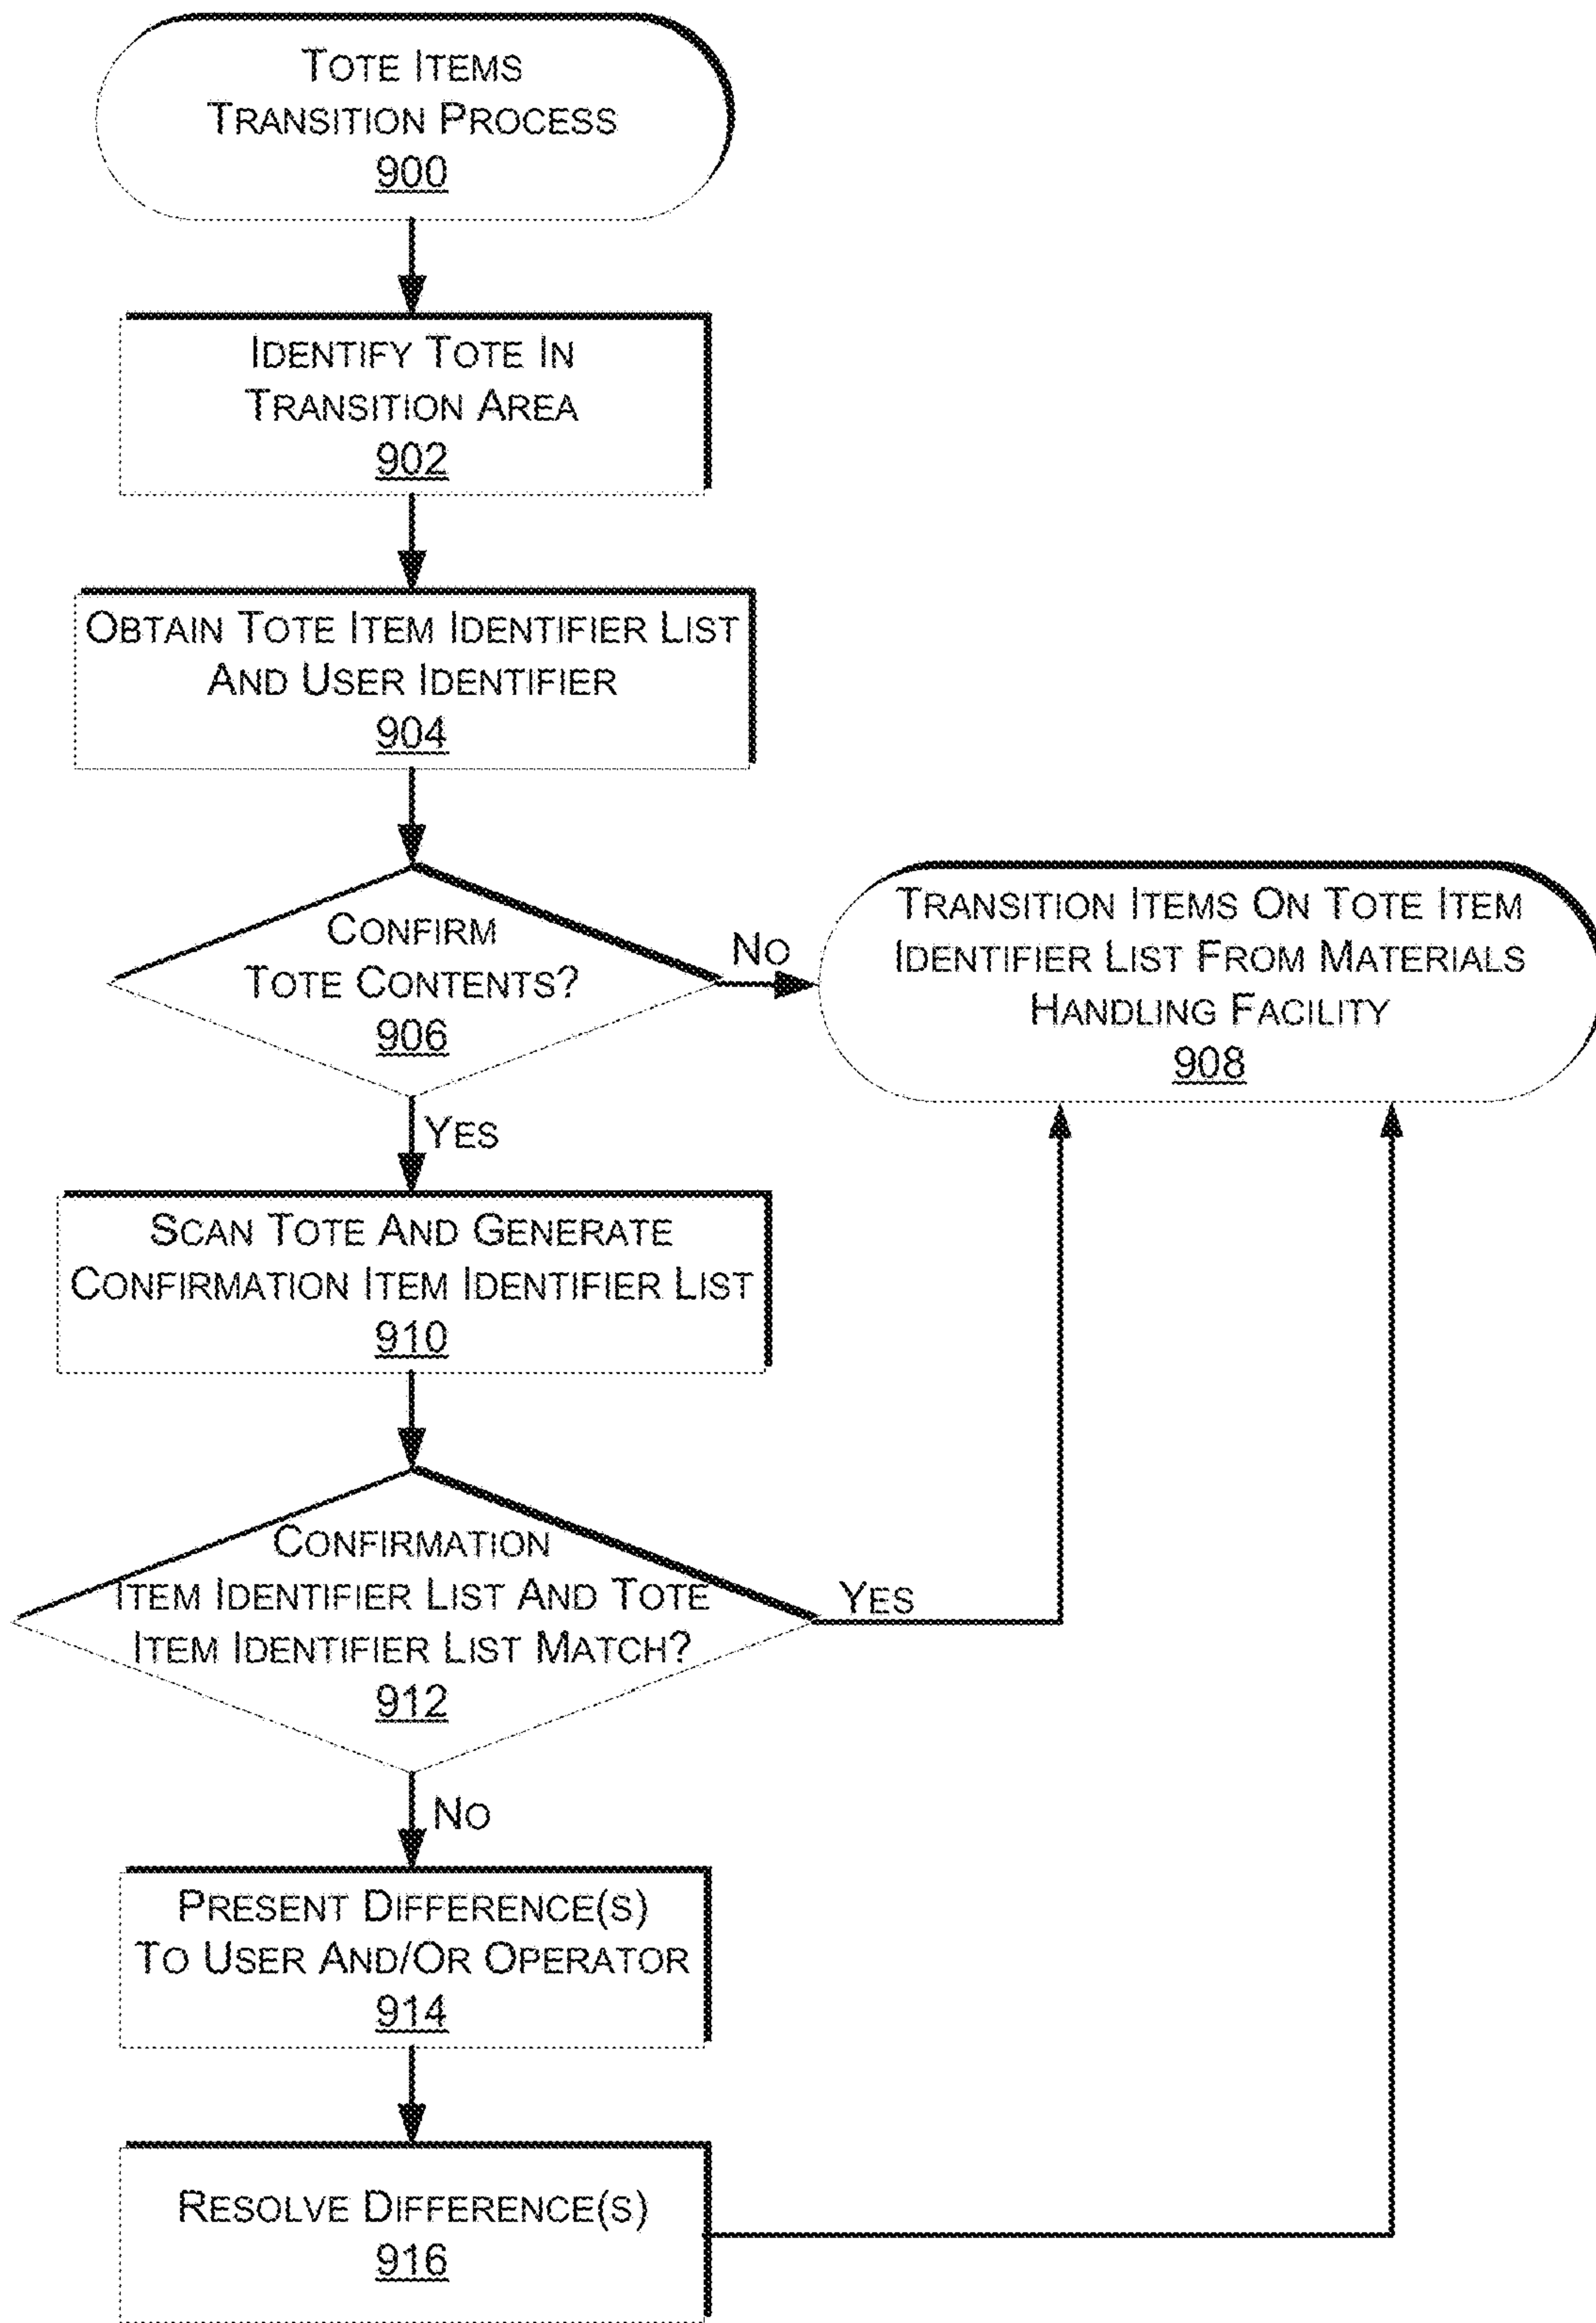 TOTE ITEMS
TRANSITION PROCESS
900
IDENTIFY TOTE IN
TRANSITION AREA
902
OBTAIN TOTE ITEM IDENTIFIER LIST
AND USER IDENTIFIER
904
CONFIRM
TOTE CONTENTS?
906
NO
TRANSITION ITEMS ON TOTE ITEM
IDENTIFIER LIST FROM MATERIALS
HANDLING FACILITY
908
YES
SCAN TOTE AND GENERATE
CONFIRMATION ITEM IDENTIFIER LIST
910
CONFIRMATION
ITEM IDENTIFIER LIST AND TOTE
ITEM IDENTIFIER LIST MATCH?
912
YES
NO
PRESENT DIFFERENCE(S)
TO USER AND/OR OPERATOR
914
RESOLVE DIFFERENCE(S)
916